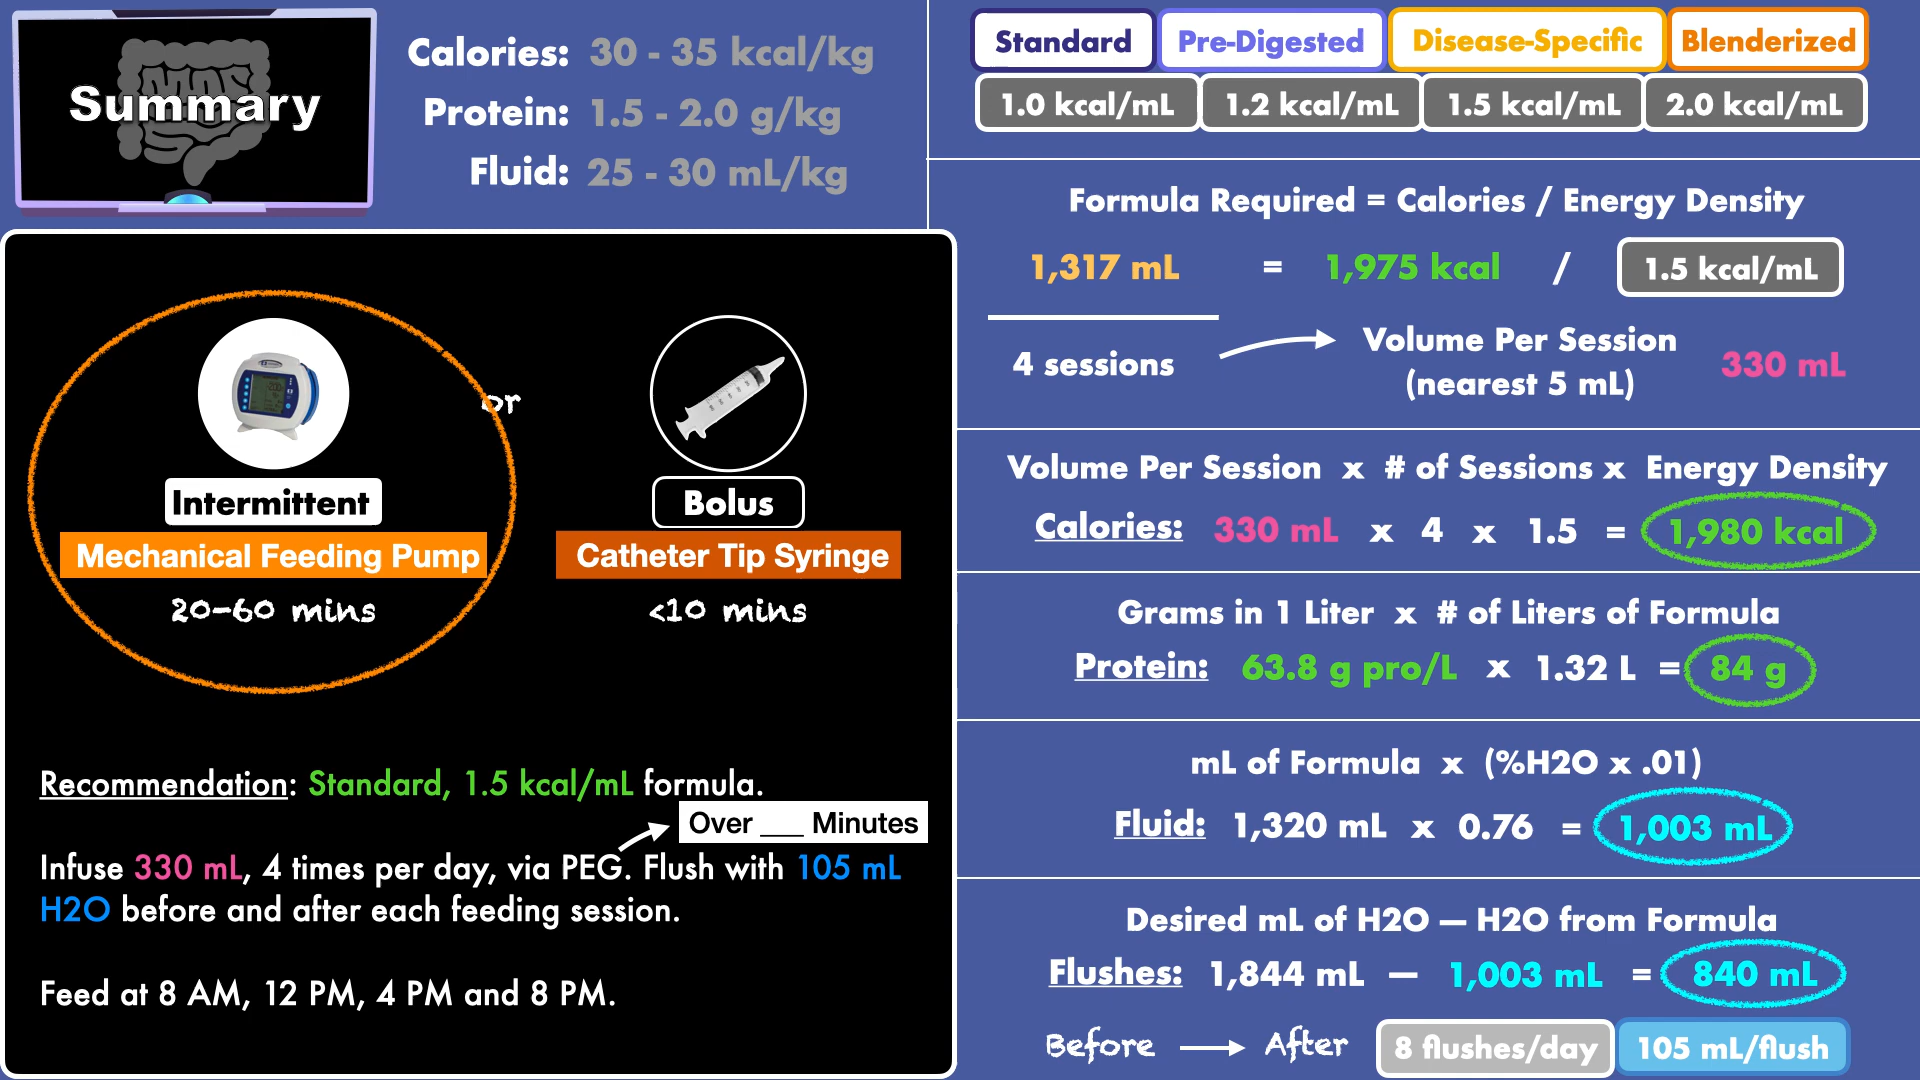 Summary
Calories: 30 - 35 kcal/kg
Protein: 1.5 - 2.0 g/kg
Fluid: 25 - 30 mL/kg
Standard Pre-Digested Disease-Specific Blenderized
1.0 kcal/mL 1.2 kcal/mL 1.5 kcal/mL 2.0 kcal/mL
or
Intermittent
Mechanical Feeding Pump
20-60 mins
Bolus
Catheter Tip Syringe
<10 mins
Recommendation: Standard, 1.5 kcal/mL formula.
Over ___ Minutes
Infuse 330 mL, 4 times per day, via PEG. Flush with 105 mL
H2O before and after each feeding session.
Feed at 8 AM, 12 PM, 4 PM and 8 PM.
Formula Required = Calories / Energy Density
1,317 mL = 1,975 kcal / 1.5 kcal/mL
4 sessions
Volume Per Session
(nearest 5 mL)
330 mL
Volume Per Session x # of Sessions x Energy Density
Calories: 330 mL x 4 x 1.5 = 1,980 kcal
Grams in 1 Liter x # of Liters of Formula
Protein: 63.8 g pro/L x 1.32 L = 84 g
mL of Formula x (%H2O x .01)
Fluid: 1,320 mL x 0.76 = 1,003 mL
Desired mL of H2O — H2O from Formula
Flushes: 1,844 mL — 1,003 mL = 840 mL
Before After 8 flushes/day 105 mL/flush